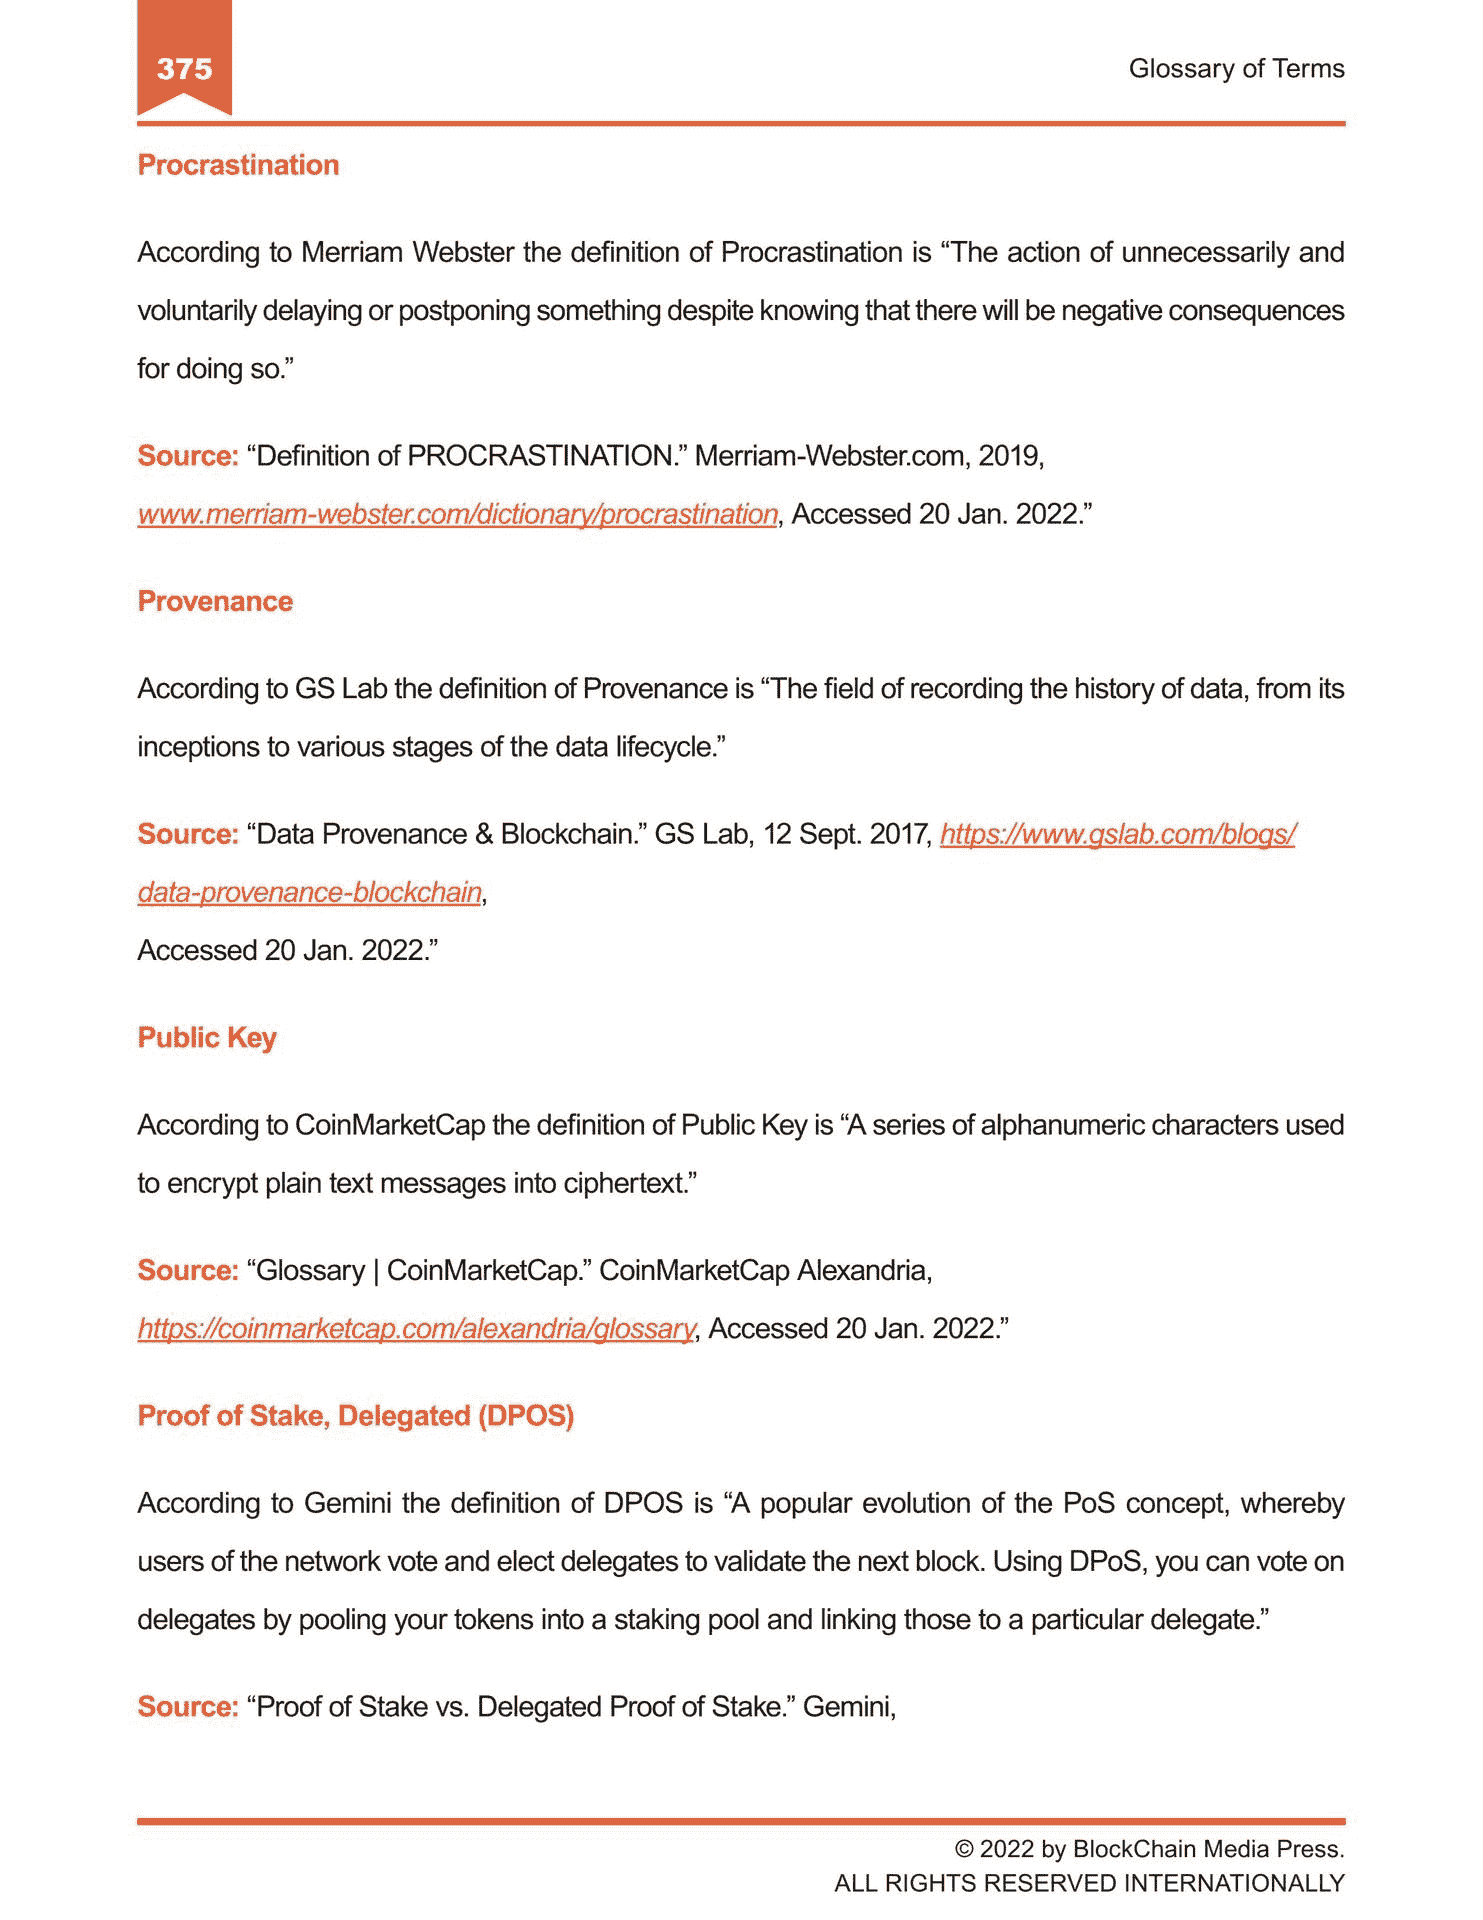 375
Glossary of Terms
Procrastination
According to Merriam Webster the definition of Procrastination is “The action of unnecessarily and
voluntarily delaying or postponing something despite knowing that there will be negative consequences
for doing so.”
Source: “Definition of PROCRASTINATION.” Merriam-Webster.com, 2019,
www.merriam-webster.com/dictionary/procrastination, Accessed 20 Jan. 2022.”
Provenance
According to GS Lab the definition of Provenance is “The field of recording the history of data, from its
inceptions to various stages of the data lifecycle.”
Source: “Data Provenance & Blockchain.” GS Lab, 12 Sept. 2017, https://www.gslab.com/blogs/
data-provenance-blockchain,
Accessed 20 Jan. 2022.”
Public Key
According to CoinMarketCap the definition of Public Key is “A series of alphanumeric characters used
to encrypt plain text messages into ciphertext.”
Source: “Glossary | CoinMarketCap.” CoinMarketCap Alexandria,
https://coinmarketcap.com/alexandria/glossary, Accessed 20 Jan. 2022.”
Proof of Stake, Delegated (DPOS)
According to Gemini the definition of DPOS is “A popular evolution of the PoS concept, whereby
users of the network vote and elect delegates to validate the next block. Using DPoS, you can vote on
delegates by pooling your tokens into a staking pool and linking those to a particular delegate.”
Source: “Proof of Stake vs. Delegated Proof of Stake.” Gemini,
© 2022 by BlockChain Media Press.
ALL RIGHTS RESERVED INTERNATIONALLY